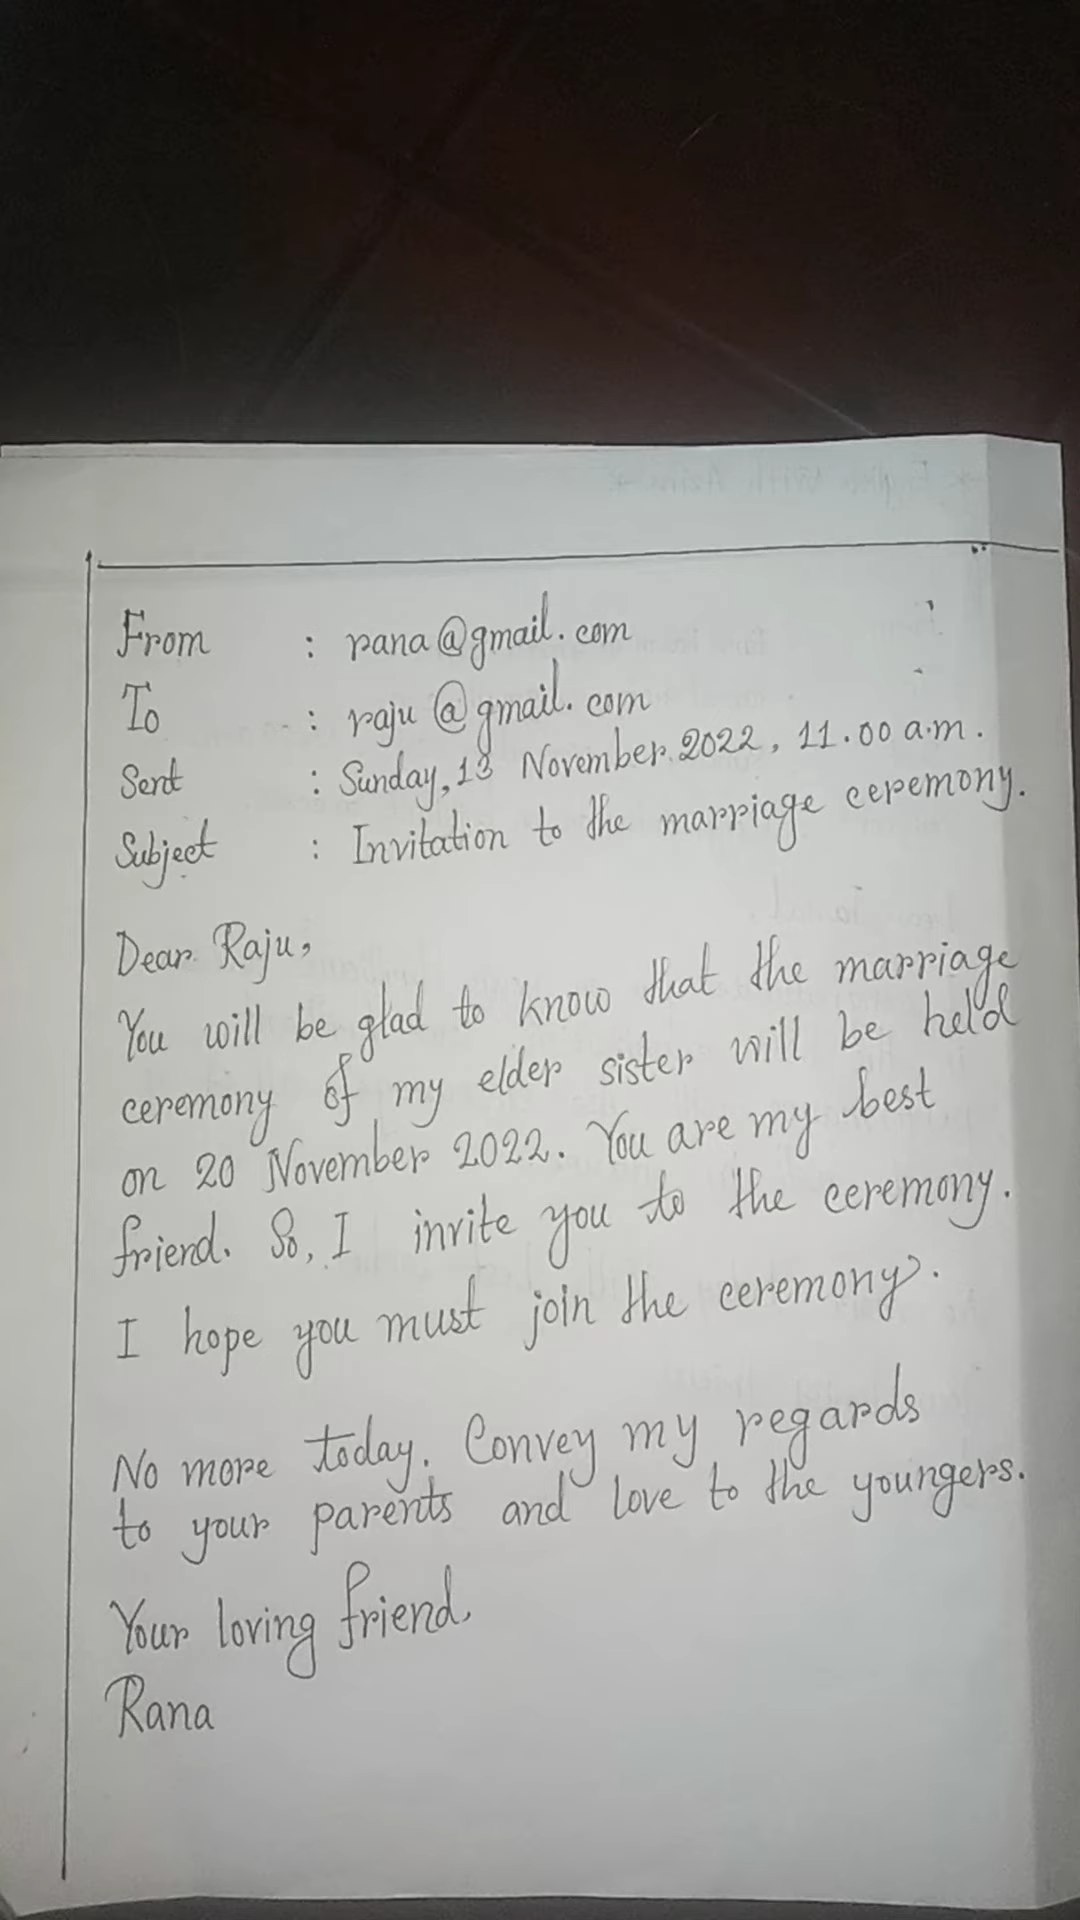 From : rana@gmail.com
To : raju@gmail.com
Sent : Sunday, 13 November 2022, 11.00 a.m.
Subject : Invitation to the marriage ceremony.
Dear Raju,
You will be glad to know that the marriage
ceremony of my elder sister will be held
on 20 November 2022. You are my best
friend. So, I invite you to the ceremony.
I hope you must join the ceremony.
No more today. Convey my regards
to your parents and love to the youngers.
Your loving friend,
Rana